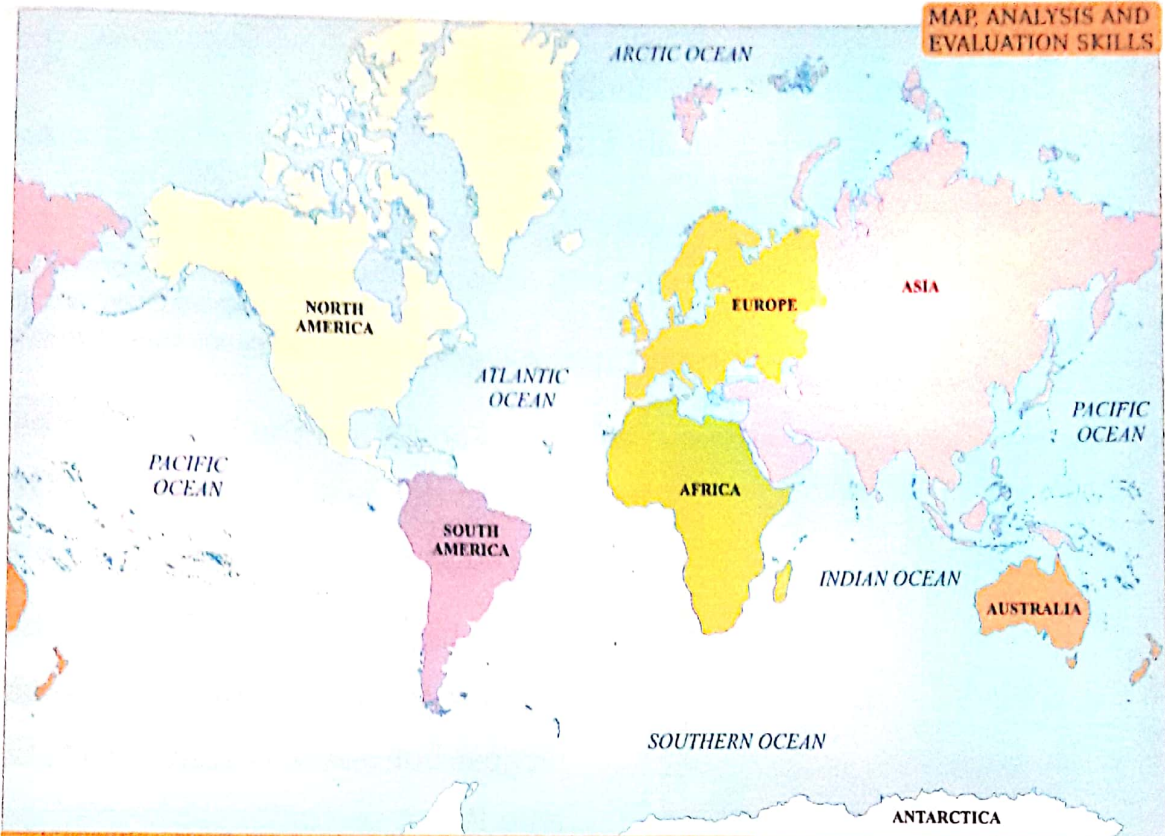 MAP, ANALYSIS AND
EVALUATION SKILLS
ARCTIC OCEAN
NORTH
AMERICA
EUROPE
ASIA
ATLANTIC
OCEAN
PACIFIC
OCEAN
PACIFIC
OCEAN
AFRICA
SOUTH
AMERICA
INDIAN OCEAN
AUSTRALIA
SOUTHERN OCEAN
ANTARCTICA